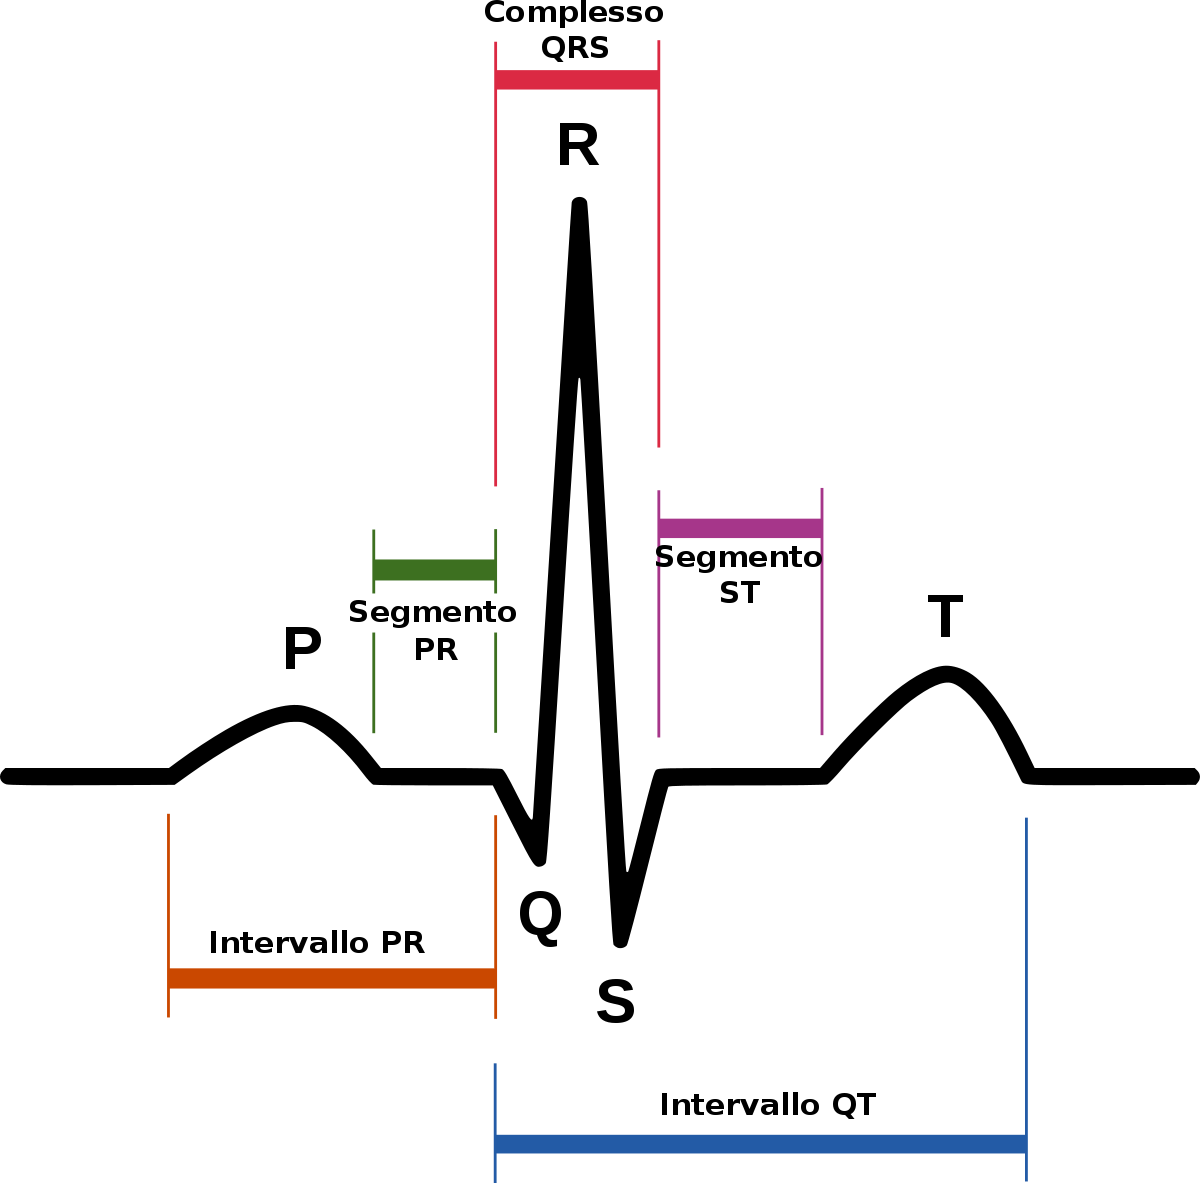 Complesso
QRS
R
Segmento
ST
Segmento
PR
T
P
Q
Intervallo PR
S
Intervallo QT